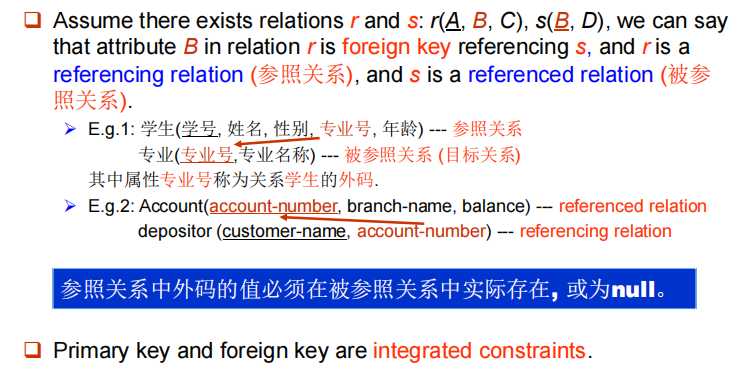 Assume there exists relations r and s: r(A, B, C), s(B, D), we can say
that attribute B in relation r is foreign key referencing s, and r is a
referencing relation (参照关系), and s is a referenced relation (被参
照关系).
E.g.1: 学生(学号, 姓名, 性别, 专业号, 年龄) --- 参照关系
专业(专业号,专业名称) --- 被参照关系 (目标关系)
其中属性专业号称为关系学生的外码.
E.g.2: Account(account-number, branch-name, balance) --- referenced relation
depositor (customer-name, account-number) --- referencing relation
参照关系中外码的值必须在被参照关系中实际存在, 或为null。
Primary key and foreign key are integrated constraints.